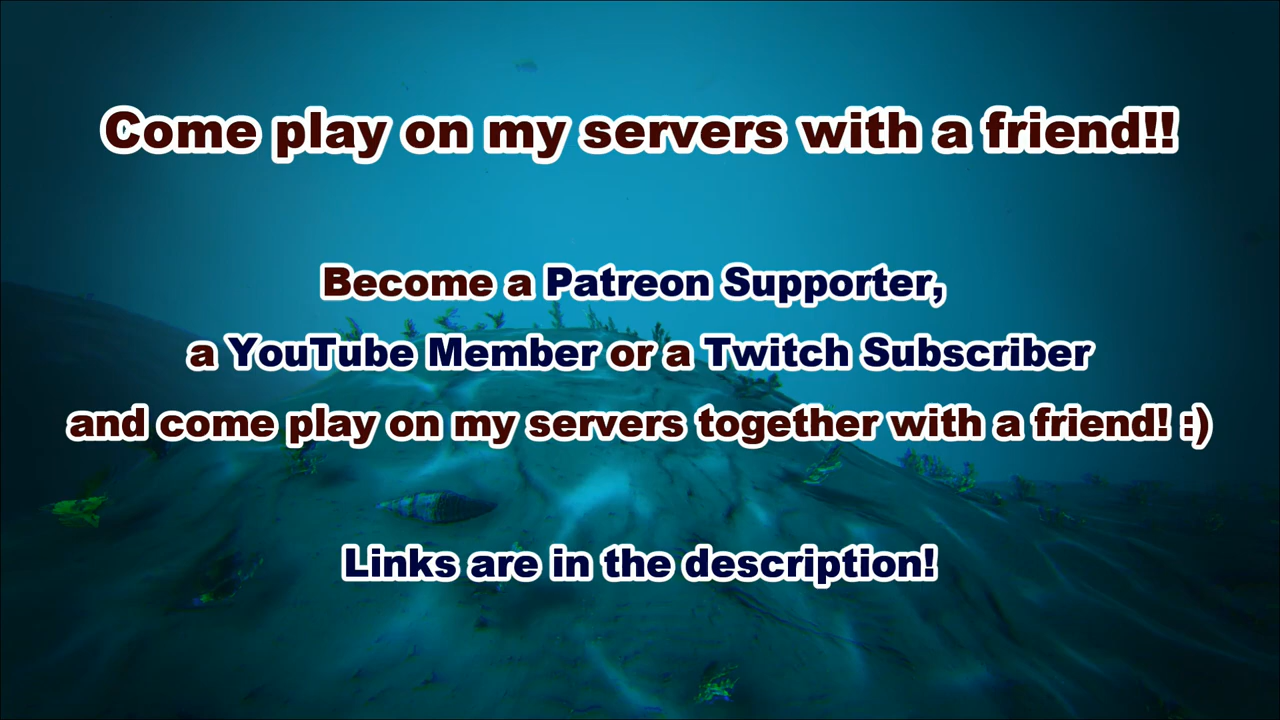 Come play on my servers with a friend!!
Become a Patreon Supporter,
a YouTube Member or a Twitch Subscriber
and come play on my servers together with a friend! :)
Links are in the description!